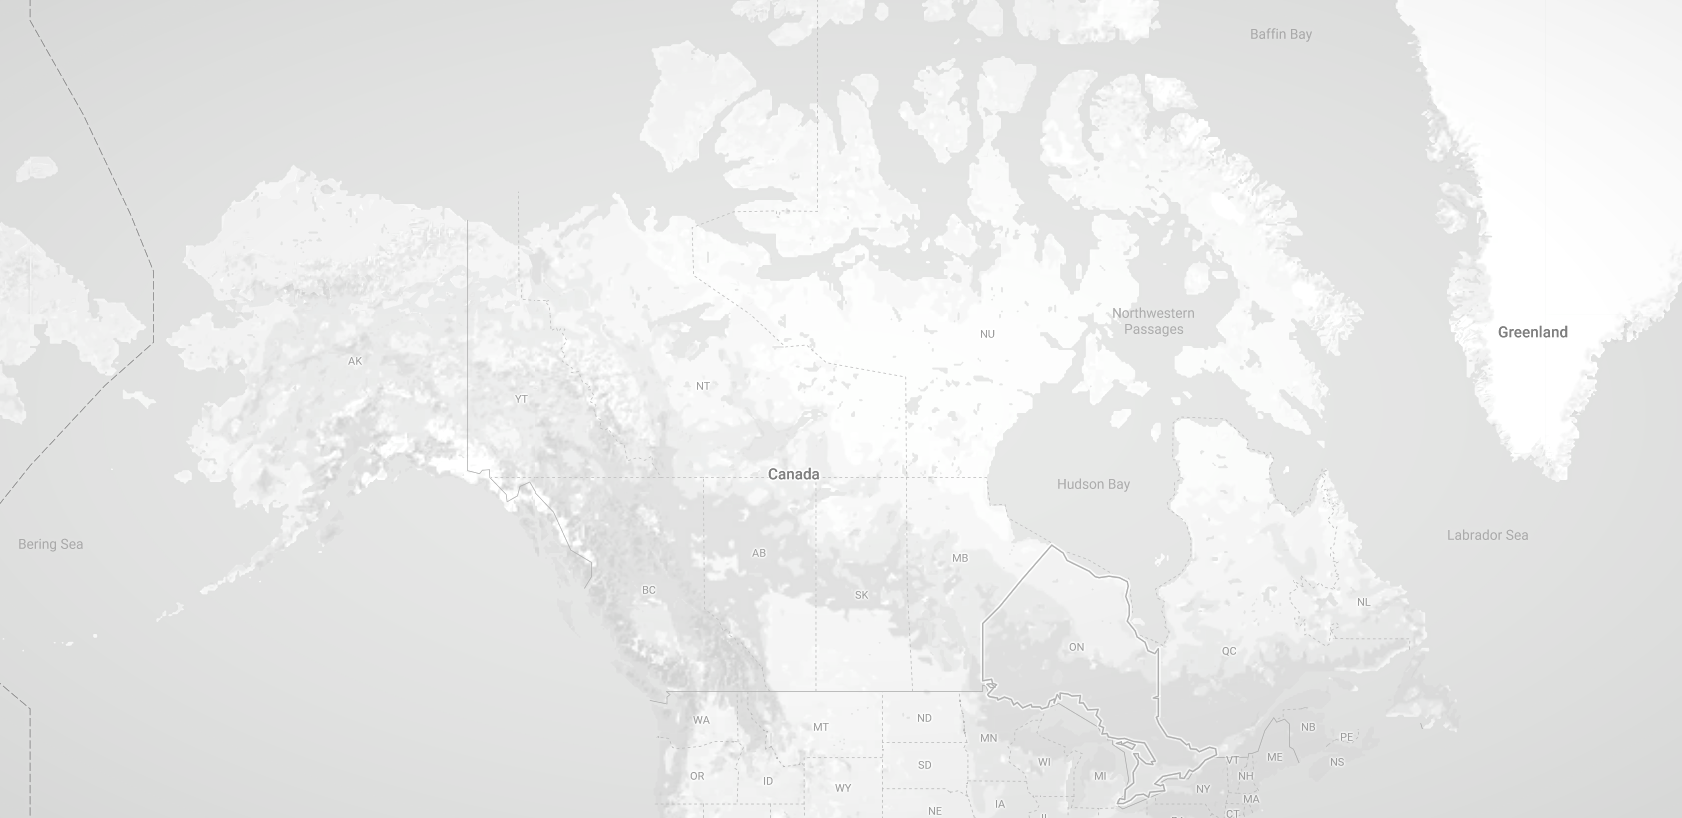 Baffin Bay
Northwestern
Passages
Greenland
NU
AK
NT
YT
Canada
Hudson Bay
Bering Sea
Labrador Sea
AB
MB
BC
SK
NL
ON
QC
WA
MT
ND
MN
NB
PE
OR
ID
WY
SD
WI
MI
VT
ME
NS
NH
NY
MA
NE
IA
CT